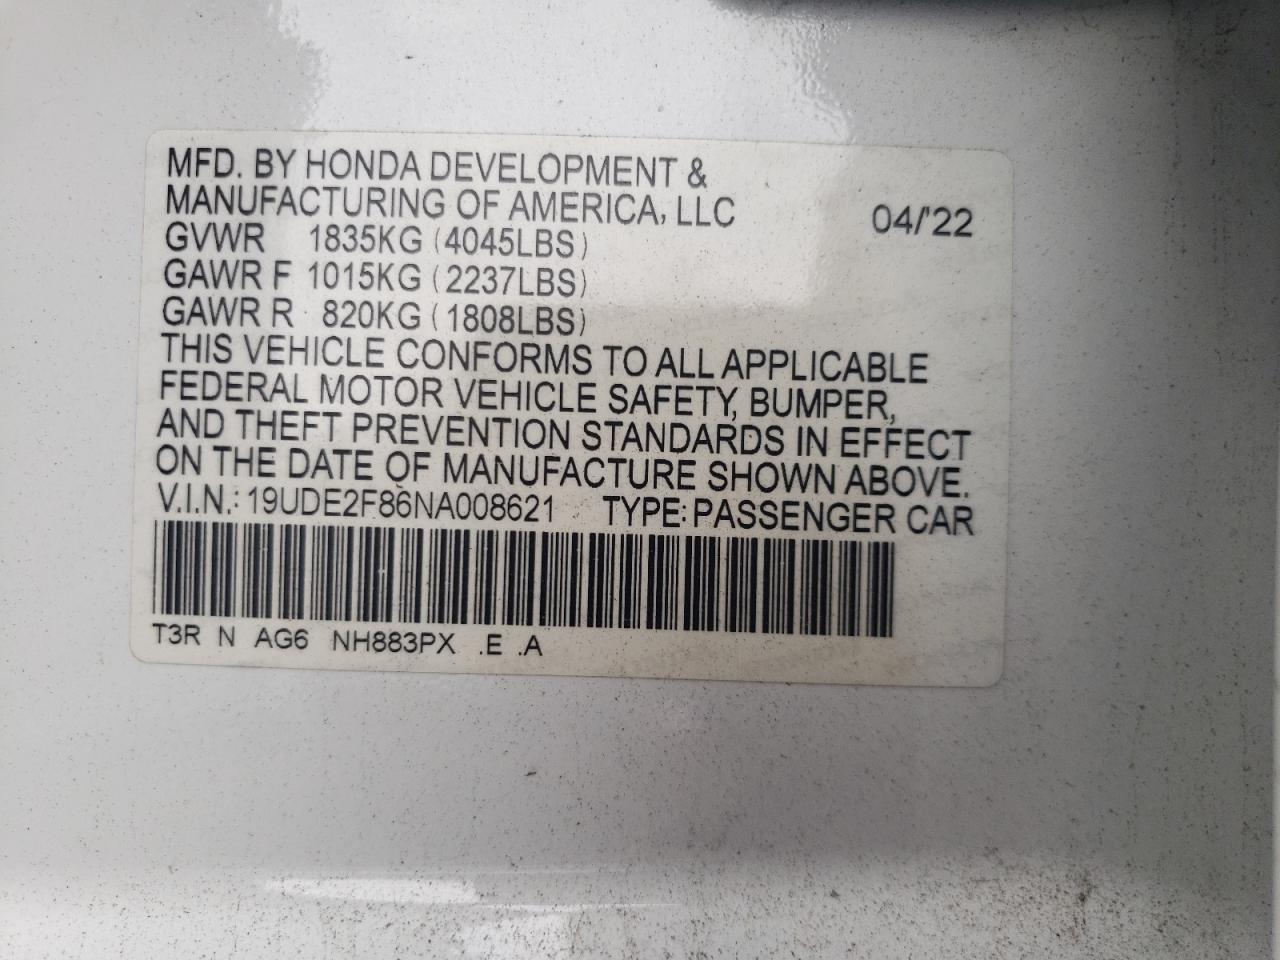 MFD. BY HONDA DEVELOPMENT &
MANUFACTURING OF AMERICA, LLC 04/'22
GVWR 1835KG (4045LBS)
GAWR F 1015KG (2237LBS)
GAWR R 820KG (1808LBS)
THIS VEHICLE CONFORMS TO ALL APPLICABLE
FEDERAL MOTOR VEHICLE SAFETY, BUMPER,
AND THEFT PREVENTION STANDARDS IN EFFECT
ON THE DATE OF MANUFACTURE SHOWN ABOVE.
V.I.N.: 19UDE2F86NA008621 TYPE: PASSENGER CAR
T3R N AG6 NH883PX .E .A